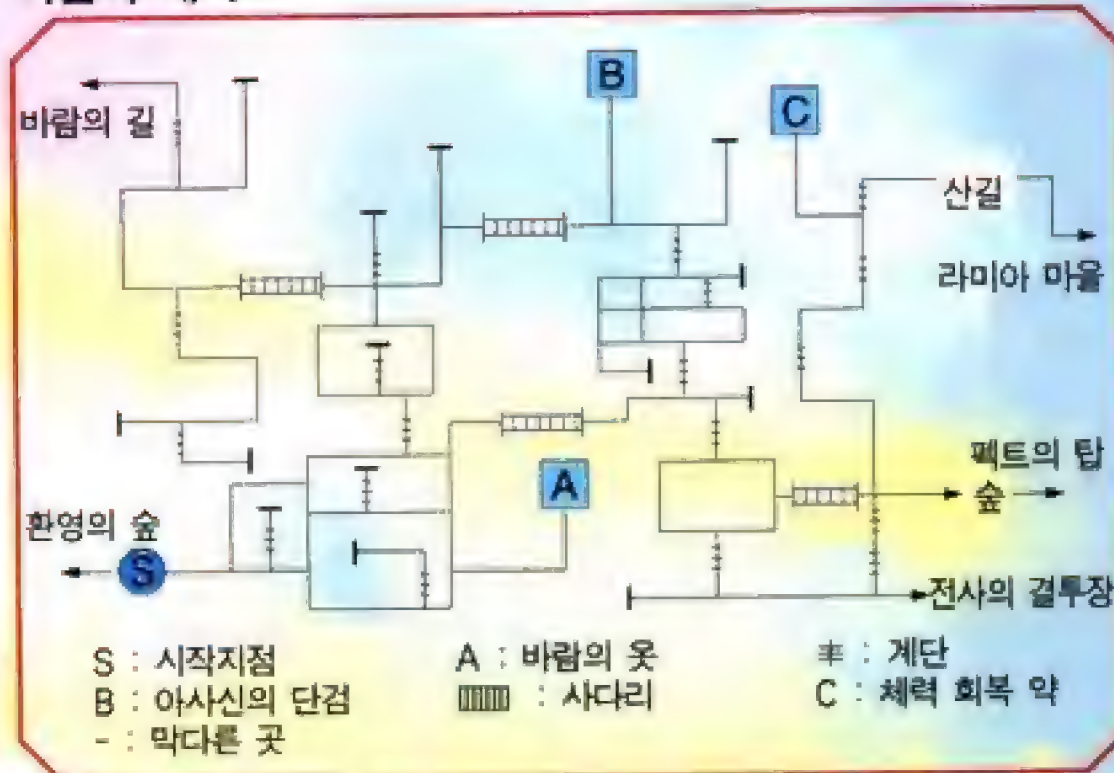 B
C
바람의 길
산길
라미아 마을
A
펙트의 탑
숲
환영의 숲
S
전사의 결투장
S : 시작지점
A : 바람의 옷
丰 : 계단
B : 아사신의 단검
: 사다리
C : 체력 회복 약
- : 막다른 곳